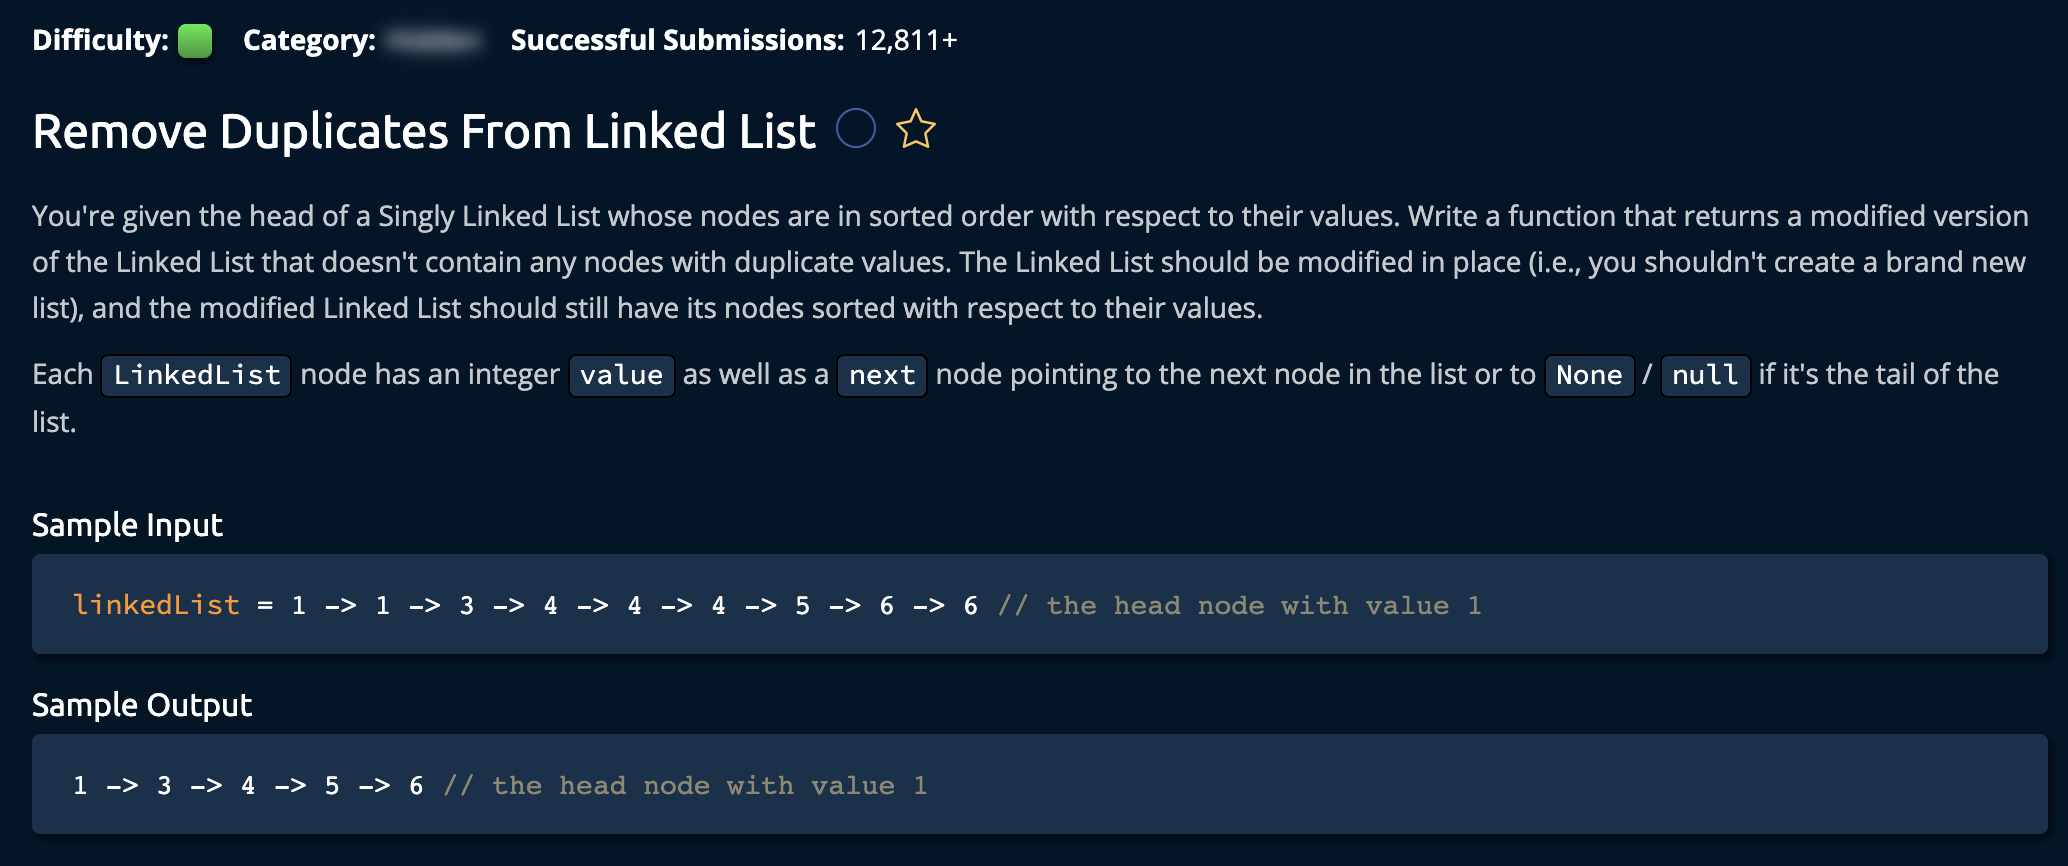 Difficulty: Category: Successful Submissions: 12,811+
Remove Duplicates From Linked List
You're given the head of a Singly Linked List whose nodes are in sorted order with respect to their values. Write a function that returns a modified version
of the Linked List that doesn't contain any nodes with duplicate values. The Linked List should be modified in place (i.e., you shouldn't create a brand new
list), and the modified Linked List should still have its nodes sorted with respect to their values.
Each LinkedList node has an integer value as well as a next node pointing to the next node in the list or to None / null if it's the tail of the
list.
Sample Input
linkedList = 1 -> 1 -> 3 -> 4 -> 4 -> 4 -> 5 -> 6 -> 6 // the head node with value 1
Sample Output
1 -> 3 -> 4 -> 5 -> 6 // the head node with value 1